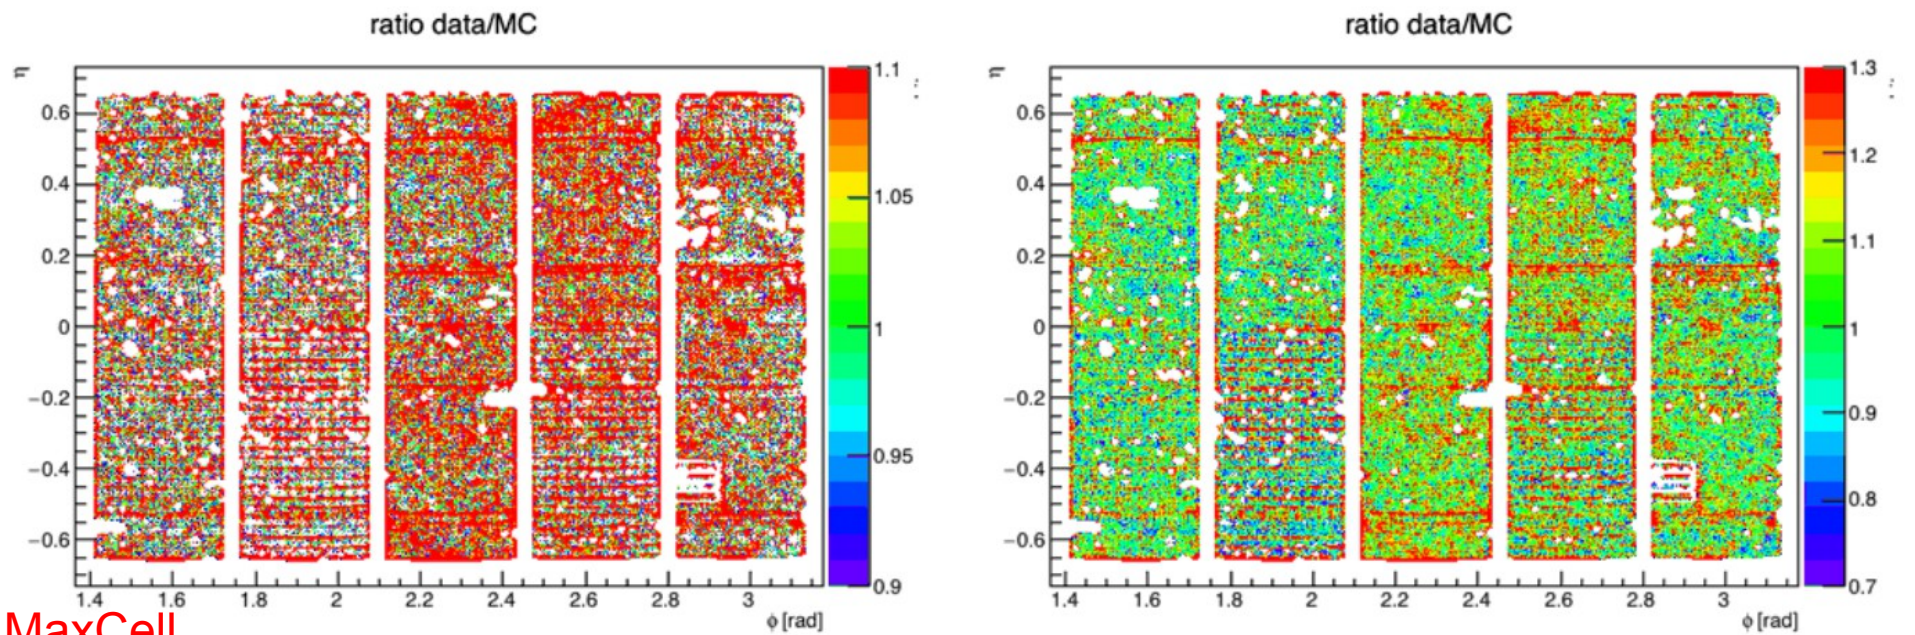 ratio data/MC
η
0.6
0.4
0.2
0
−0.2
−0.4
−0.6
1.4 1.6 1.8 2 2.2 2.4 2.6 2.8 3
φ [rad]
1.1
1.05
1
0.95
0.9
MaxCell
ratio data/MC
η
0.6
0.4
0.2
0
−0.2
−0.4
−0.6
1.4 1.6 1.8 2 2.2 2.4 2.6 2.8 3
φ [rad]
1.3
1.2
1.1
1
0.9
0.8
0.7